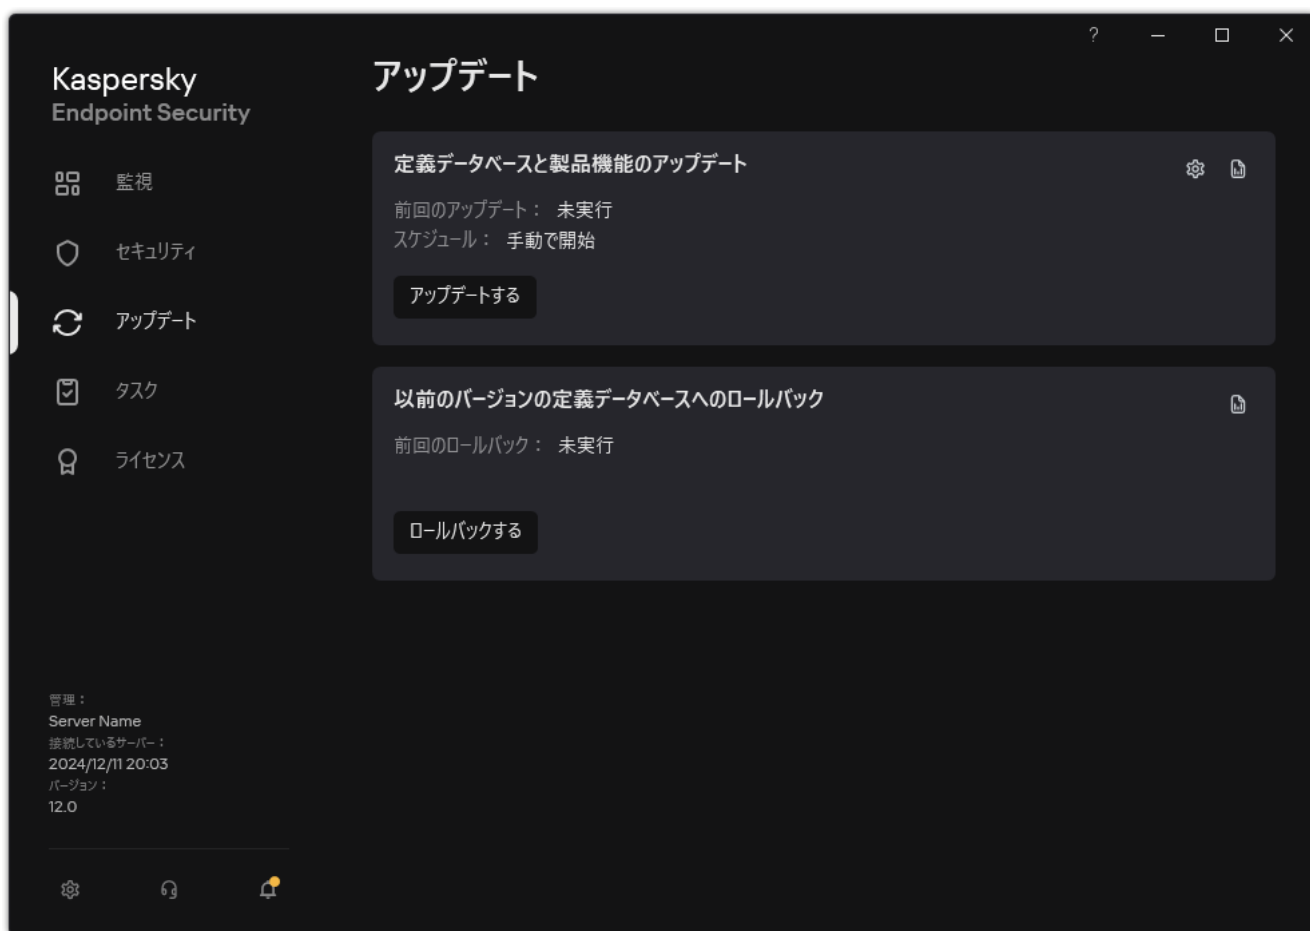 ?
Kaspersky
Endpoint Security
監視
セキュリティ
アップデート
タスク
ライセンス
管理：
Server Name
接続しているサーバー：
2024/12/11 20:03
バージョン：
12.0
アップデート
定義データベースと製品機能のアップデート
前回のアップデート： 未実行
スケジュール： 手動で開始
アップデートする
以前のバージョンの定義データベースへのロールバック
前回のロールバック： 未実行
ロールバックする